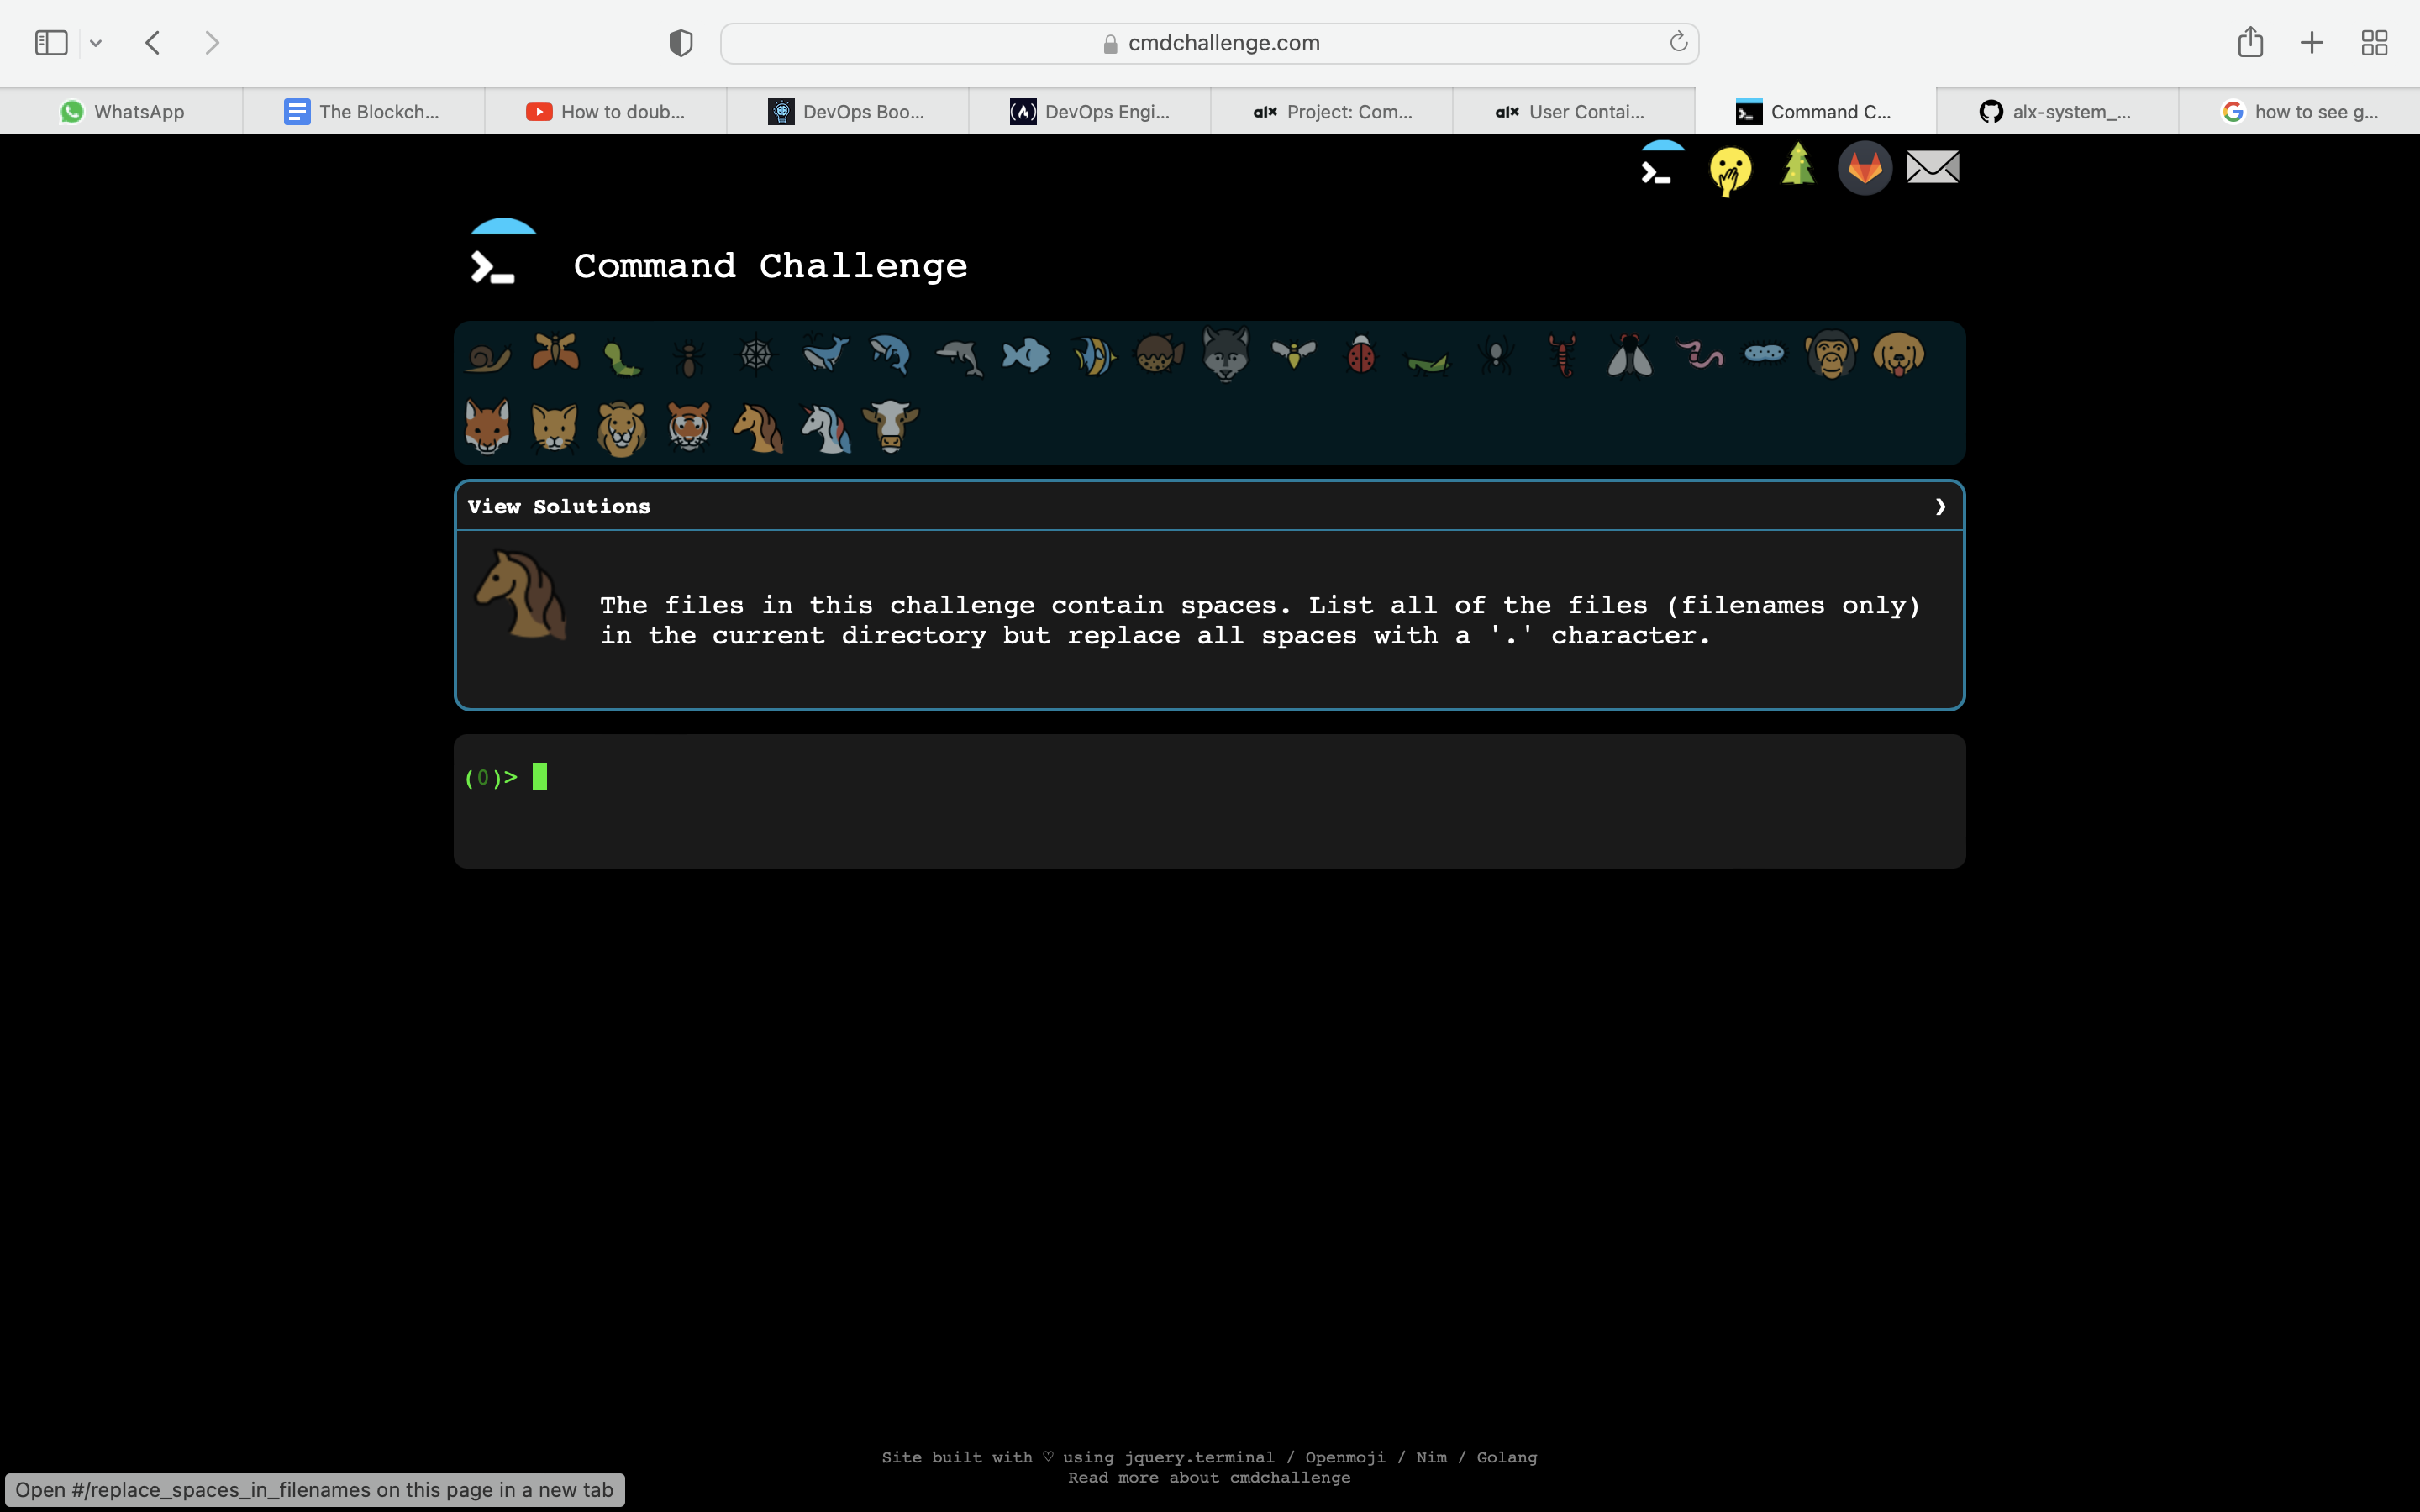 cmdchallenge.com
WhatsApp
The Blockch...
How to doub...
DevOps Boo...
DevOps Engi...
alx Project: Com...
alx User Contai...
Command C...
alx-system_...
how to see g...
Command Challenge
View Solutions
The files in this challenge contain spaces. List all of the files (filenames only)
in the current directory but replace all spaces with a '.' character.
(0)>
Site built with ♡ using jquery.terminal / Openmoji / Nim / Golang
Read more about cmdchallenge
Open #/replace_spaces_in_filenames on this page in a new tab